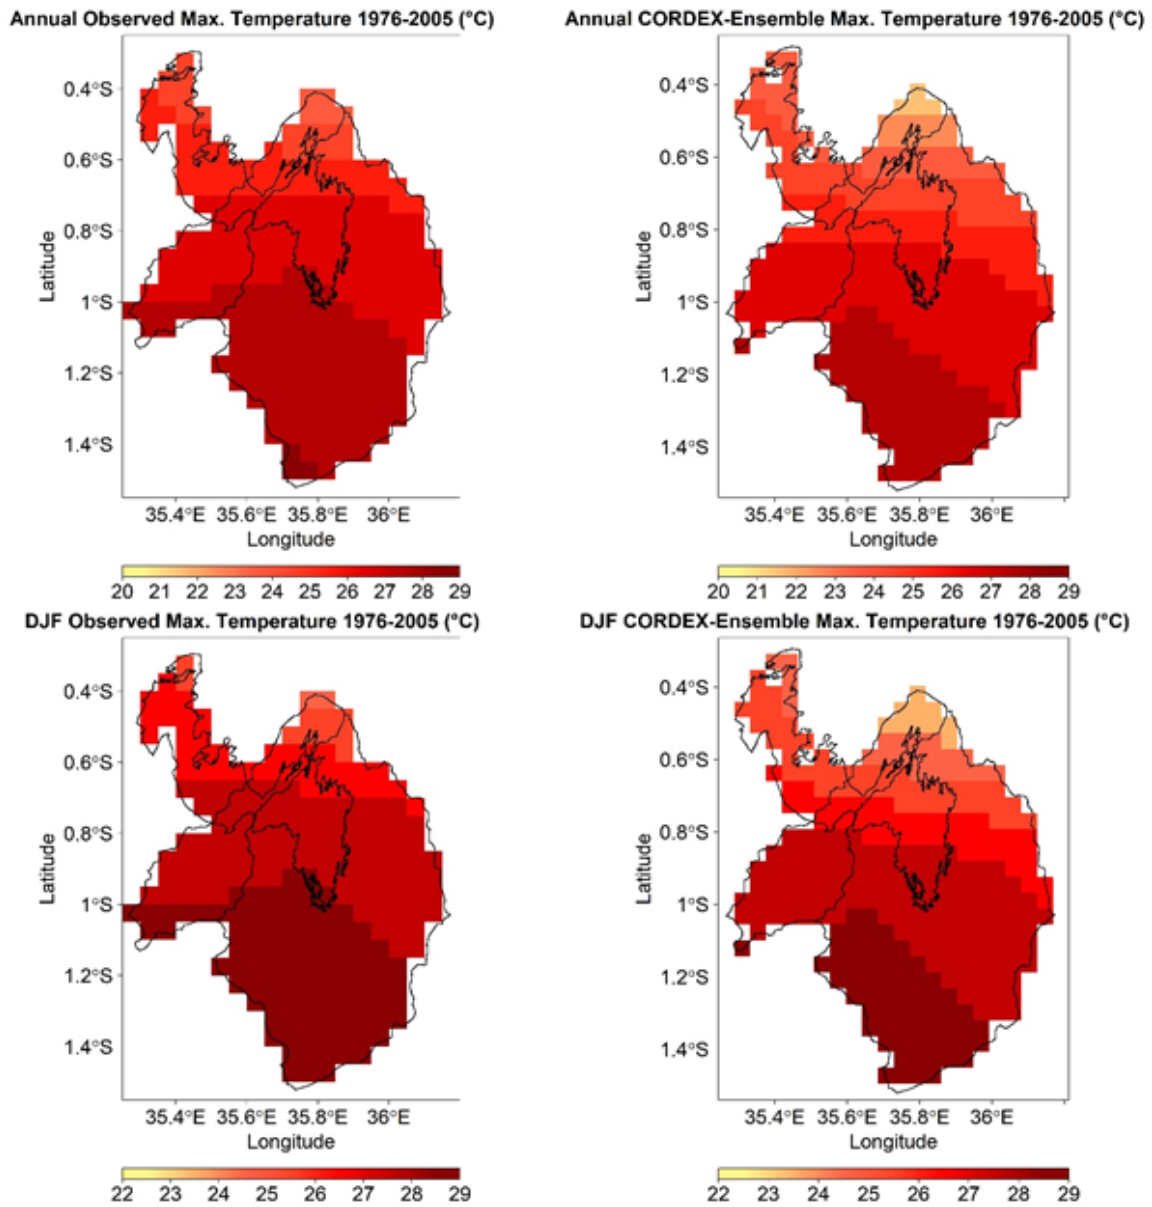 Annual Observed Max. Temperature 1976-2005 (°C)
0.4°S
0.6°S
0.8°S
1°S
1.2°S
1.4°S
Latitude
35.4°E 35.6°E 35.8°E 36°E
Longitude
20 21 22 23 24 25 26 27 28 29
Annual CORDEX-Ensemble Max. Temperature 1976-2005 (°C)
0.4°S
0.6°S
0.8°S
1°S
1.2°S
1.4°S
Latitude
35.4°E 35.6°E 35.8°E 36°E
Longitude
20 21 22 23 24 25 26 27 28 29
DJF Observed Max. Temperature 1976-2005 (°C)
0.4°S
0.6°S
0.8°S
1°S
1.2°S
1.4°S
Latitude
35.4°E 35.6°E 35.8°E 36°E
Longitude
22 23 24 25 26 27 28 29
DJF CORDEX-Ensemble Max. Temperature 1976-2005 (°C)
0.4°S
0.6°S
0.8°S
1°S
1.2°S
1.4°S
Latitude
35.4°E 35.6°E 35.8°E 36°E
Longitude
22 23 24 25 26 27 28 29